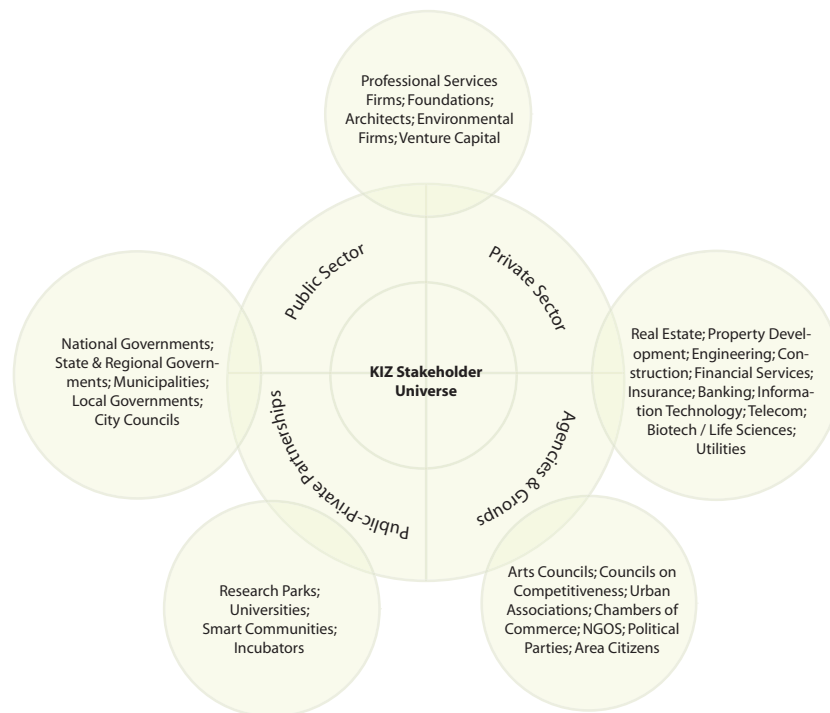 Professional Services
Firms; Foundations;
Architects; Environmental
Firms; Venture Capital
Public Sector
Private Sector
National Governments;
State & Regional Govern-
ments; Municipalities;
Local Governments;
City Councils
KIZ Stakeholder
Universe
Real Estate; Property Devel-
opment; Engineering; Con-
struction; Financial Services;
Insurance; Banking; Informa-
tion Technology; Telecom;
Biotech / Life Sciences;
Utilities
Public-Private Partnerships
Agencies & Groups
Research Parks;
Universities;
Smart Communities;
Incubators
Arts Councils; Councils on
Competitiveness; Urban
Associations; Chambers of
Commerce; NGOS; Political
Parties; Area Citizens